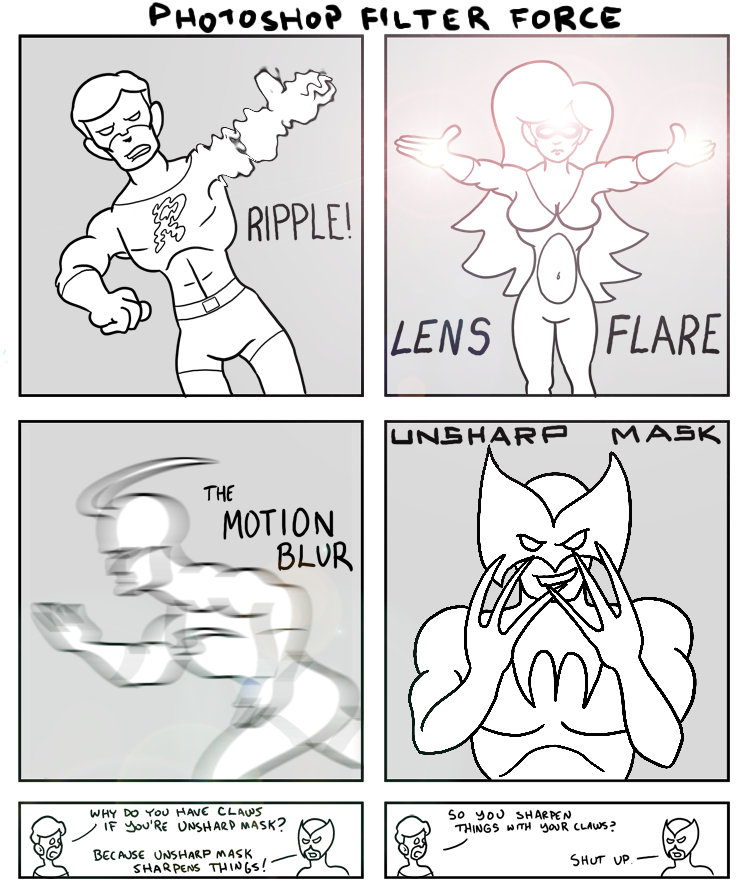 PHOTOSHOP FILTER FORCE
RIPPLE!
LENS FLARE
THE
MOTION
BLUR
UNSHARP MASK
WHY DO YOU HAVE CLAWS
IF YOU'RE UNSHARP MASK?
BECAUSE UNSHARP MASK
SHARPENS THINGS!
SO YOU SHARPEN
THINGS WITH YOUR CLAWS?
SHUT UP.